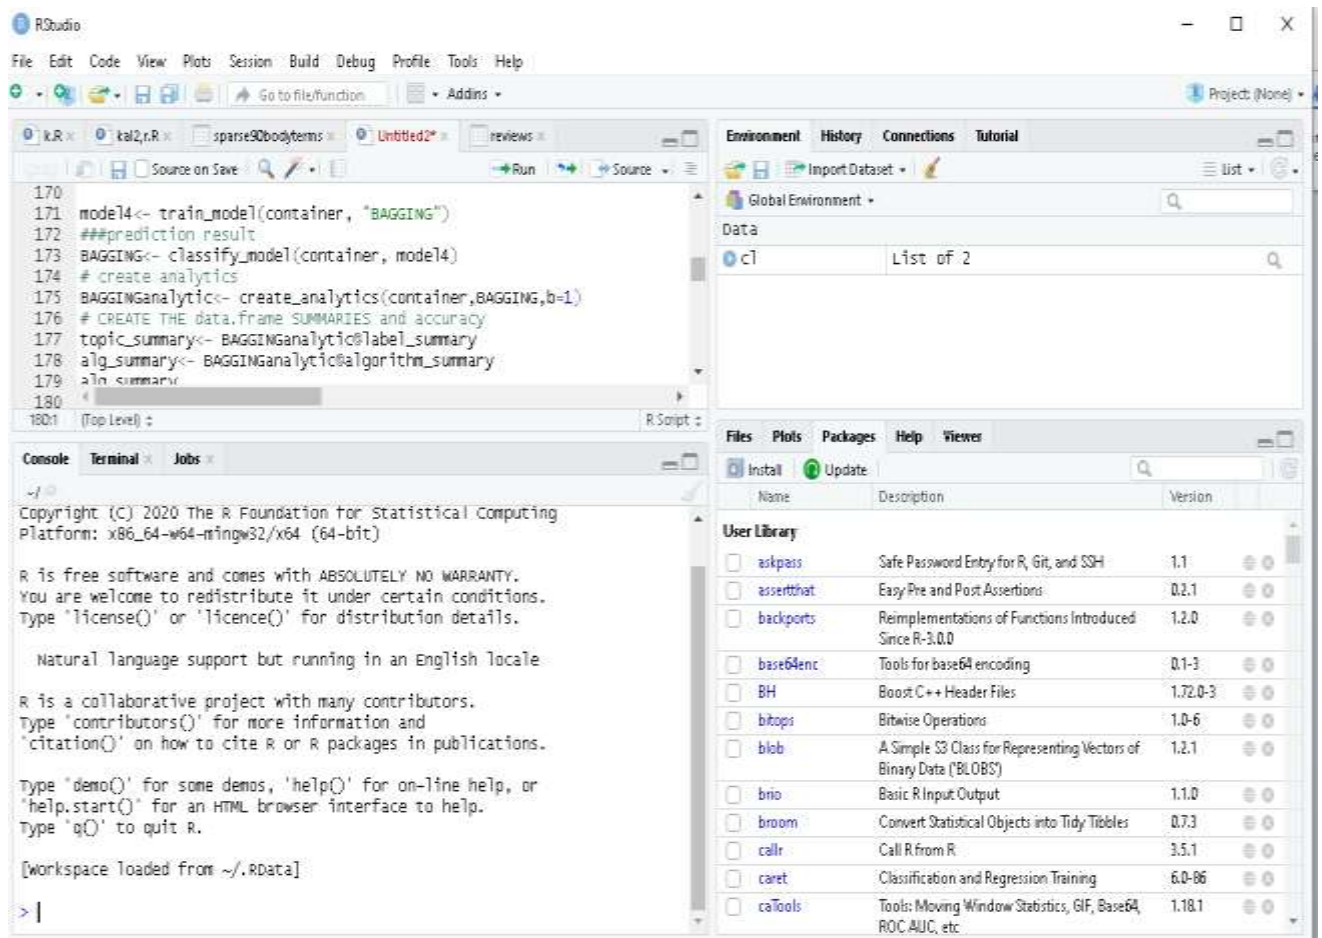 RStudio
File Edit Code View Plots Session Build Debug Profile Tools Help
Go to file/function Addins Project: (None)
k.R kal2,r.R sparse90bodyterms Untitled2* reviews
Source on Save Run Source
170
171 model4<- train_model(container, "BAGGING")
172 ###prediction result
173 BAGGING<- classify_model(container, model4)
174 # create analytics
175 BAGGINGanalytic<- create_analytics(container,BAGGING,b=1)
176 # CREATE THE data.frame SUMMARIES and accuracy
177 topic_summary<- BAGGINGanalytic@label_summary
178 alg_summary<- BAGGINGanalytic@algorithm_summary
179 alg_summary
180
180:1 (Top Level) R Script
Console Terminal Jobs
~/
Copyright (C) 2020 The R Foundation for Statistical Computing
Platform: x86_64-w64-mingw32/x64 (64-bit)
R is free software and comes with ABSOLUTELY NO WARRANTY.
You are welcome to redistribute it under certain conditions.
Type 'license()' or 'licence()' for distribution details.
Natural language support but running in an English locale
R is a collaborative project with many contributors.
Type 'contributors()' for more information and
'citation()' on how to cite R or R packages in publications.
Type 'demo()' for some demos, 'help()' for on-line help, or
'help.start()' for an HTML browser interface to help.
Type 'q()' to quit R.
[Workspace loaded from ~/.RData]
>
Environment History Connections Tutorial
Import Dataset List
Global Environment
Data
cl List of 2
Files Plots Packages Help Viewer
Install Update
Name Description Version
User Library
askpass Safe Password Entry for R, Git, and SSH 1.1
assertthat Easy Pre and Post Assertions 0.2.1
backports Reimplementations of Functions Introduced 1.2.0
Since R-3.0.0
base64enc Tools for base64 encoding 0.1-3
BH Boost C++ Header Files 1.72.0-3
bitops Bitwise Operations 1.0-6
blob A Simple S3 Class for Representing Vectors of 1.2.1
Binary Data ('BLOBS')
brio Basic R Input Output 1.1.0
broom Convert Statistical Objects into Tidy Tibbles 0.7.3
callr Call R from R 3.5.1
caret Classification and Regression Training 6.0-86
caTools Tools: Moving Window Statistics, GIF, Base64, 1.18.1
ROC AUC, etc